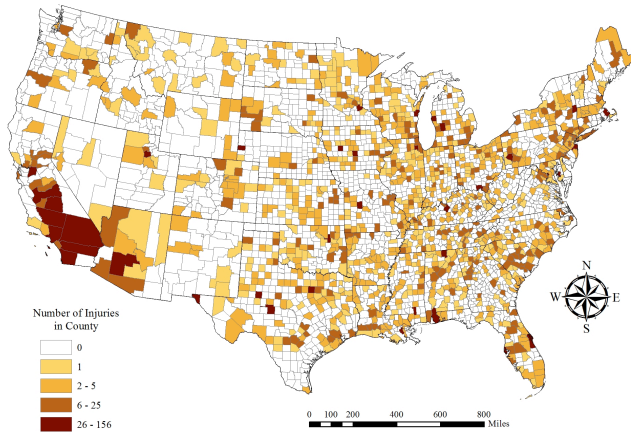 N
W E
S
Number of Injuries
in County
0
1
2 - 5
6 - 25
26 - 156
0 100 200 400 600 800
Miles